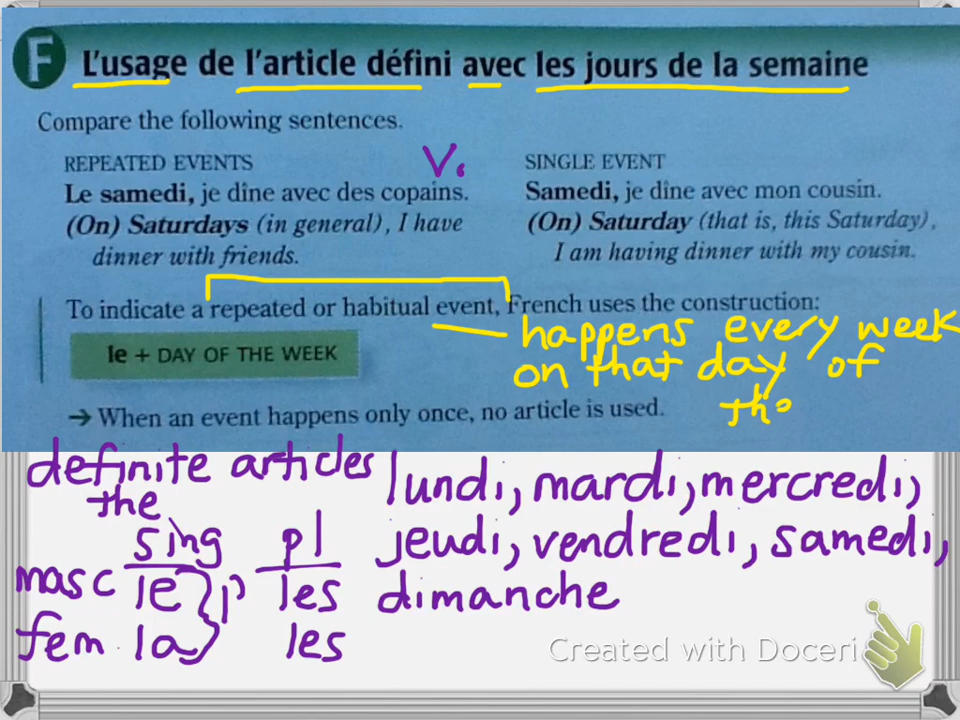 F L'usage de l'article défini avec les jours de la semaine
Compare the following sentences.
REPEATED EVENTS
Le samedi, je dîne avec des copains.
(On) Saturdays (in general), I have
dinner with friends.
V.
SINGLE EVENT
Samedi, je dîne avec mon cousin.
(On) Saturday (that is, this Saturday),
I am having dinner with my cousin.
To indicate a repeated or habitual event, French uses the construction:
le + DAY OF THE WEEK
happens every week
on that day of
the
→ When an event happens only once, no article is used.
definite articles
the
sing pl
masc le l' les
fem la les
lundi, mardi, mercredi,
jeudi, vendredi, samedi,
dimanche
Created with Doceri